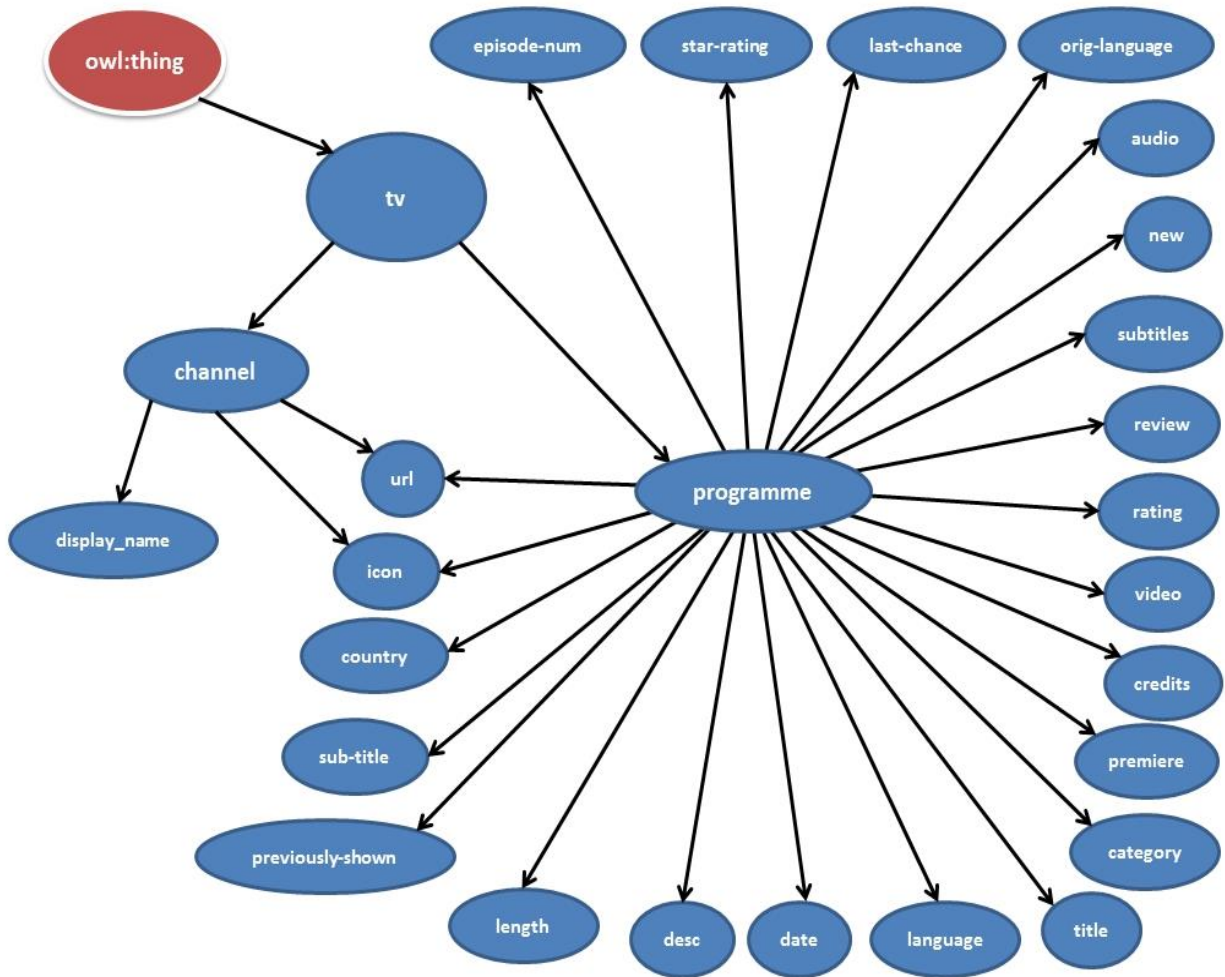 owl:thing
episode-num
star-rating
last-chance
orig-language
audio
tv
new
subtitles
channel
review
url
programme
rating
display_name
icon
video
country
credits
sub-title
premiere
previously-shown
category
length
desc
date
language
title